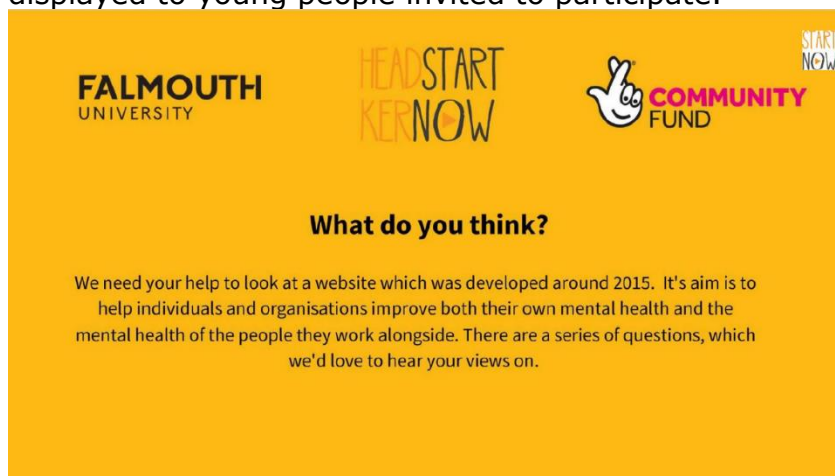 displayed to young people invited to participate.
FALMOUTH
UNIVERSITY
HEADSTART
KERNOW
COMMUNITY
FUND
START
NOW
What do you think?
We need your help to look at a website which was developed around 2015. It's aim is to
help individuals and organisations improve both their own mental health and the
mental health of the people they work alongside. There are a series of questions, which
we'd love to hear your views on.